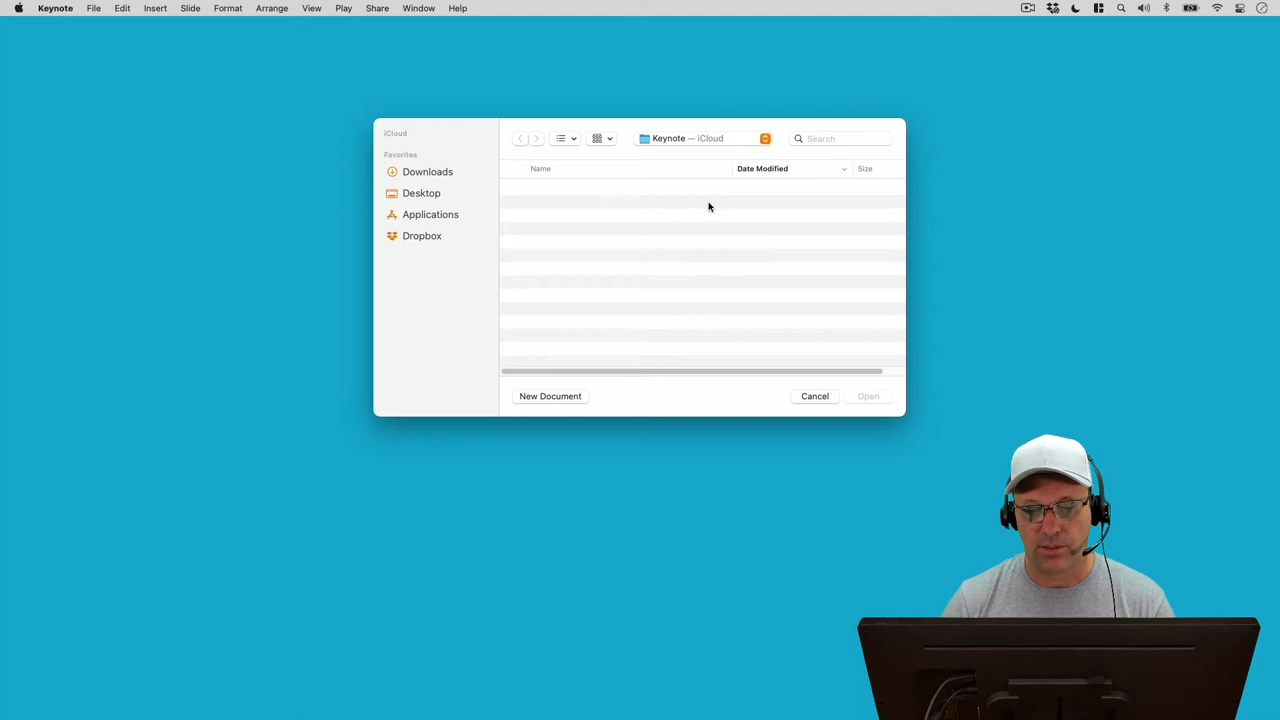 Keynote File Edit Insert Slide Format Arrange View Play Share Window Help
iCloud
Favorites
Downloads
Desktop
Applications
Dropbox
Keynote — iCloud
Search
Name Date Modified Size
New Document Cancel Open